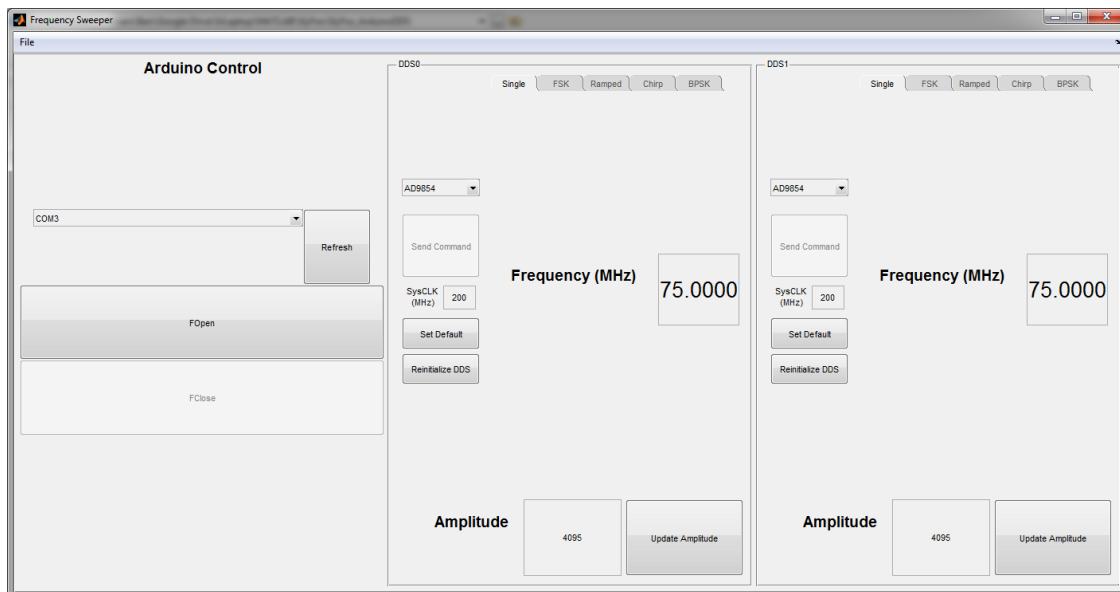 Frequency Sweeper
File
Arduino Control
COM3
Refresh
FOpen
FClose
DDS0
Single FSK Ramped Chirp BPSK
AD9854
Send Command
SysCLK
(MHz) 200
Set Default
Reinitialize DDS
Frequency (MHz) 75.0000
Amplitude 4095 Update Amplitude
DDS1
Single FSK Ramped Chirp BPSK
AD9854
Send Command
SysCLK
(MHz) 200
Set Default
Reinitialize DDS
Frequency (MHz) 75.0000
Amplitude 4095 Update Amplitude